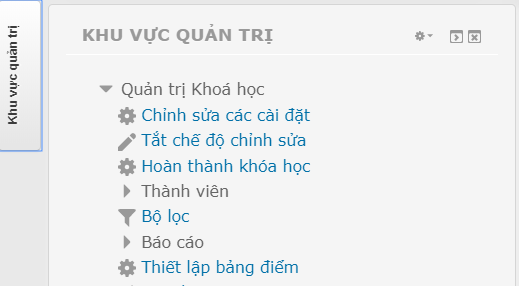 Khu vực quản trị
KHU VỰC QUẢN TRỊ
Quản trị Khoá học
Chỉnh sửa các cài đặt
Tắt chế độ chỉnh sửa
Hoàn thành khóa học
Thành viên
Bộ lọc
Báo cáo
Thiết lập bảng điểm